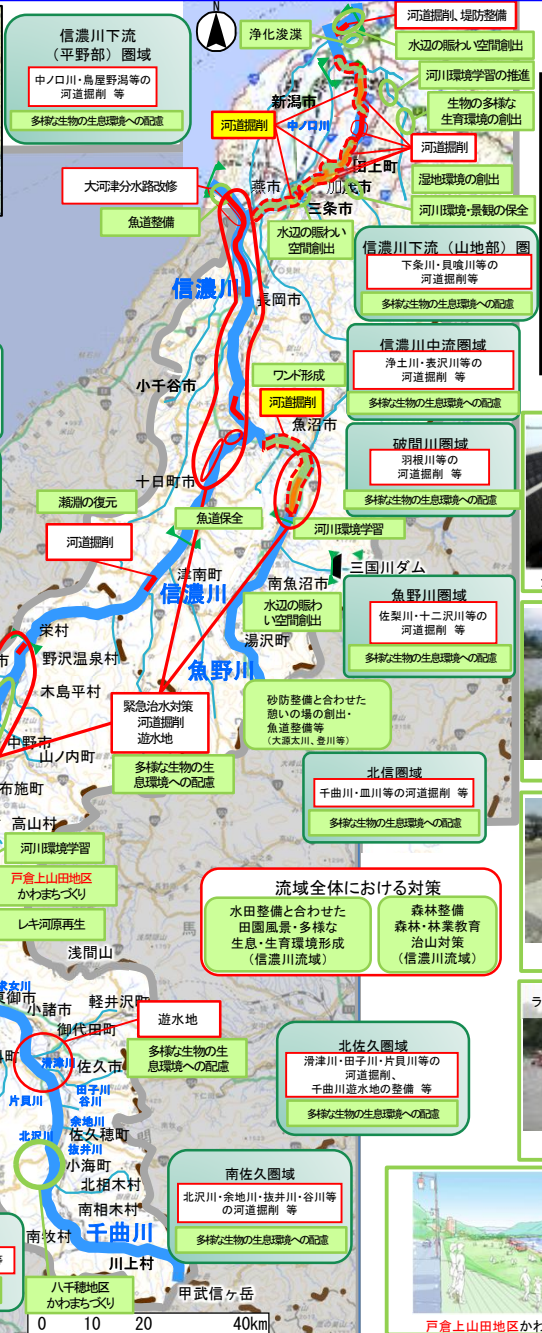 N
信濃川下流
（平野部）圏域
中ノ口川・鳥屋野潟等の
河道掘削 等
多様な生物の生息環境への配慮
浄化浚渫
河道掘削、堤防整備
水辺の賑わい空間創出
河川環境学習の推進
生物の多様な
生育環境の創出
新潟市
河道掘削
中ノ口川
河道掘削
田上町
湿地環境の創出
加茂市
河川環境・景観の保全
大河津分水路改修
燕市
三条市
魚道整備
水辺の賑わい
空間創出
信濃川下流（山地部）圏
下条川・貝喰川等の
河道掘削等
多様な生物の生息環境への配慮
信濃川
長岡市
信濃川中流圏域
浄土川・表沢川等の
河道掘削 等
多様な生物の生息環境への配慮
小千谷市
ワンド形成
河道掘削
魚沼市
破間川圏域
羽根川等の
河道掘削 等
多様な生物の生息環境への配慮
十日町市
瀬淵の復元
魚道保全
河川環境学習
河道掘削
津南町
三国川ダム
信濃川
南魚沼市
水辺の賑わ
い空間創出
魚野川圏域
佐梨川・十二沢川等の
河道掘削 等
多様な生物の生息環境への配慮
栄村
湯沢町
野沢温泉村
魚野川
木島平村
緊急治水対策
河道掘削
遊水地
砂防整備と合わせた
憩いの場の創出・
魚道整備等
（大源太川、登川等）
中野市
山ノ内町
多様な生物の生
息環境への配慮
北信圏域
千曲川・皿川等の河道掘削 等
多様な生物の生息環境への配慮
布施町
高山村
河川環境学習
戸倉上山田地区
かわまちづくり
レキ河原再生
流域全体における対策
水田整備と合わせた
田園風景・多様な
生息・生育環境形成
（信濃川流域）
森林整備
森林・林業教育
治山対策
（信濃川流域）
馬
浅間山
求女川
東御市
小諸市
軽井沢町
御代田町
遊水地
滑津川
佐久市
多様な生物の生
息環境への配慮
北佐久圏域
滑津川・田子川・片貝川等の
河道掘削、
千曲川遊水地の整備 等
多様な生物の生息環境への配慮
片貝川
田子川
谷川
余地川
北沢川
佐久穂町
抜井川
小海町
北相木村
南佐久圏域
北沢川・余地川・抜井川・谷川等
の河道掘削 等
多様な生物の生息環境への配慮
南相木村
南牧村
千曲川
川上村
八千穂地区
かわまちづくり
甲武信ヶ岳
0 10 20 40km
戸倉上山田地区かわ